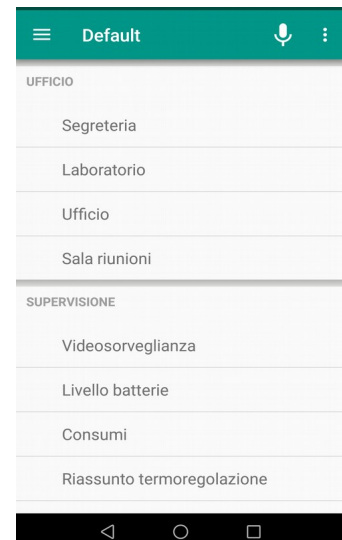 Default
UFFICIO
Segreteria
Laboratorio
Ufficio
Sala riunioni
SUPERVISIONE
Videosorveglianza
Livello batterie
Consumi
Riassunto termoregolazione